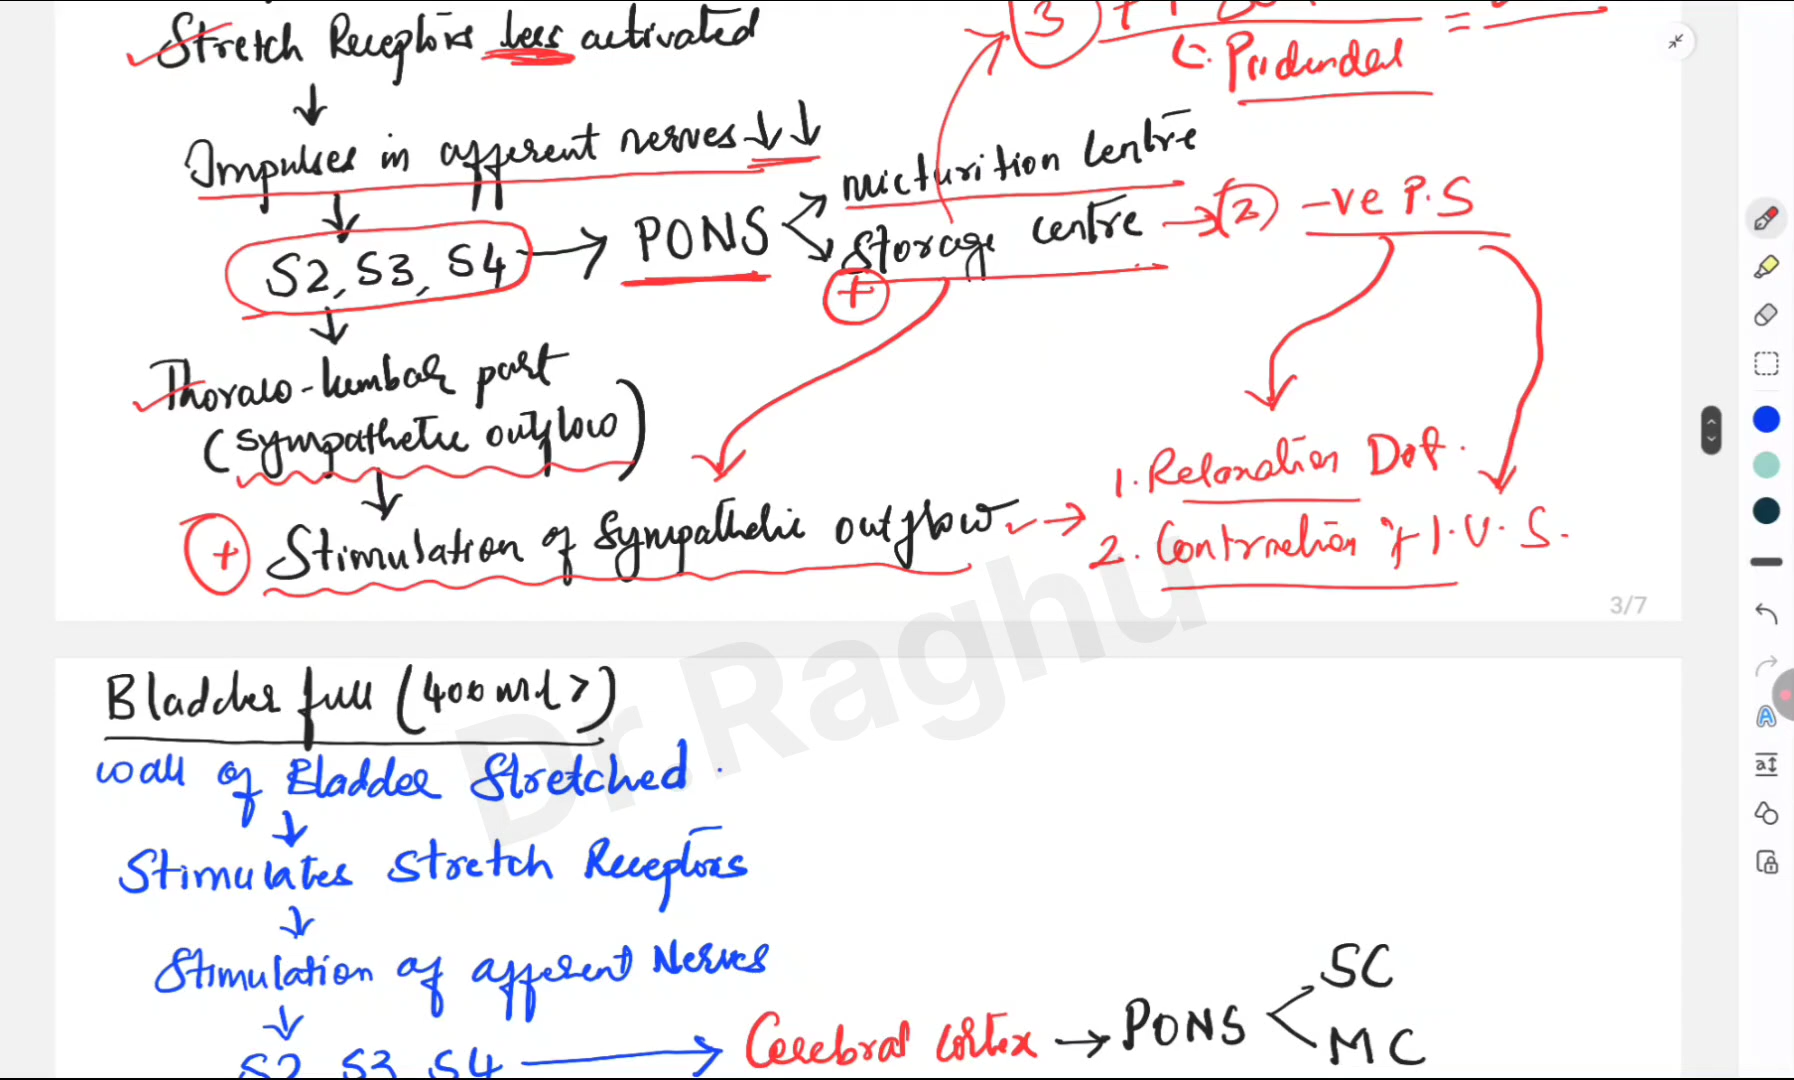 Stretch Receptors less activated
3 + 
C. Pudendal =
↓
Impulses in afferent nerves ↓↓
↓
S2, S3, S4 → PONS < micturition Centre
Storage centre → (2) -ve P.S
+
↓
Thoraco-lumbar part
(sympathetic outflow)
↓
+ Stimulation of Sympathetic outflow → 1. Relaxation Det.
2. Contraction of I.U.S.
3/7
Dr.Raghu
Bladder full (400ml >)
wall of Bladder Stretched.
↓
Stimulates Stretch Receptors
↓
Stimulation of afferent Nerves
↓
S2 S3 S4 → Cerebral cortex → PONS < SC
MC